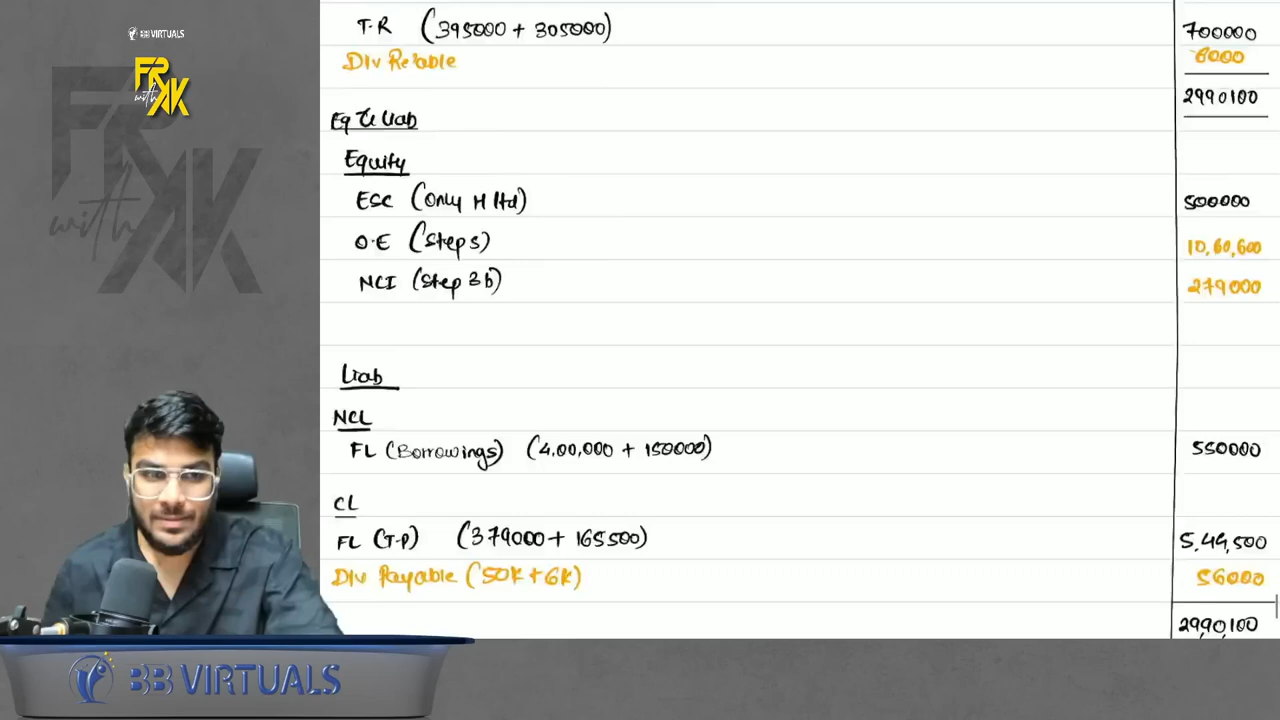 BB VIRTUALS
FR
with AK
T.R (395000 + 305000) 700000
Div Re'able 6000
2990100
Eq & Liab
Equity
ESC (Only H ltd) 500000
O.E (Step 5) 10,60,600
NCI (Step 3b) 279000
Liab
NCL
FL (Borrowings) (4,00,000 + 150000) 550000
CL
FL (T.P) (379000 + 165500) 5,44,500
Div Payable (50K + 6K) 56000
2990100
BB VIRTUALS